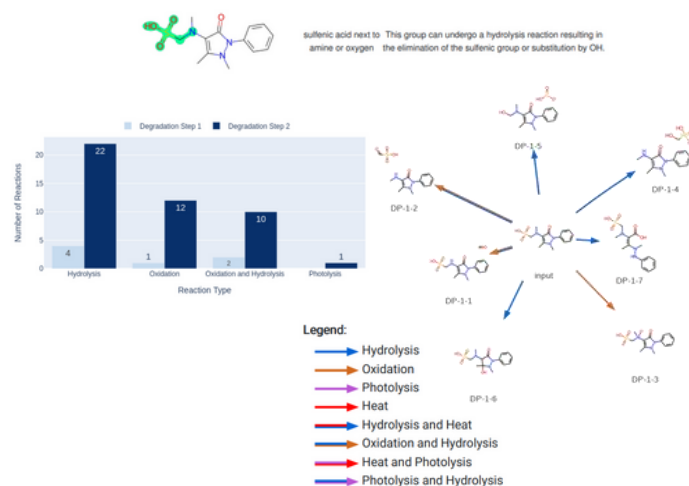 sulfenic acid next to This group can undergo a hydrolysis reaction resulting in
amine or oxygen the elimination of the sulfenic group or substitution by OH.
Degradation Step 1 Degradation Step 2
Number of Reactions
20
15
10
5
0
4
22
1
12
2
10
1
Hydrolysis Oxidation Oxidation and Hydrolysis Photolysis
Reaction Type
DP-1-5
DP-1-4
DP-1-2
DP-1-7
DP-1-1
input
DP-1-3
DP-1-6
Legend:
Hydrolysis
Oxidation
Photolysis
Heat
Hydrolysis and Heat
Oxidation and Hydrolysis
Heat and Photolysis
Photolysis and Hydrolysis